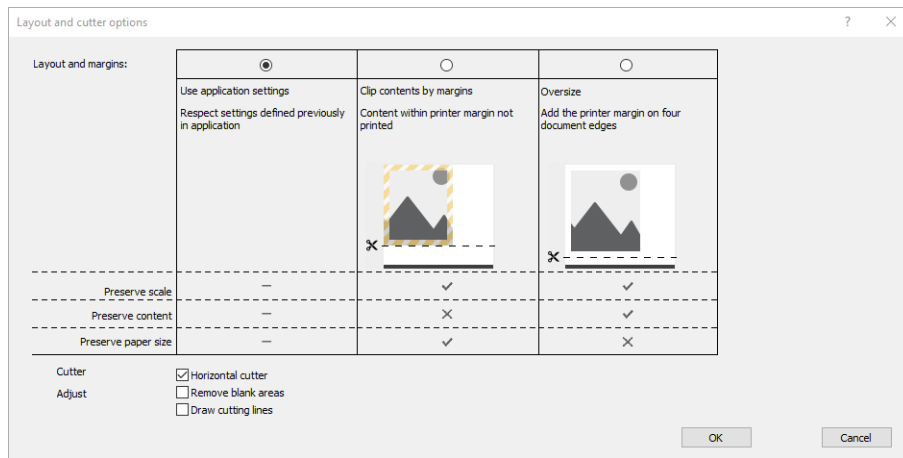 Layout and cutter options
Layout and margins:
Use application settings
Respect settings defined previously
in application
Clip contents by margins
Content within printer margin not
printed
Oversize
Add the printer margin on four
document edges
Preserve scale
Preserve content
Preserve paper size
Cutter
Horizontal cutter
Adjust
Remove blank areas
Draw cutting lines
OK
Cancel